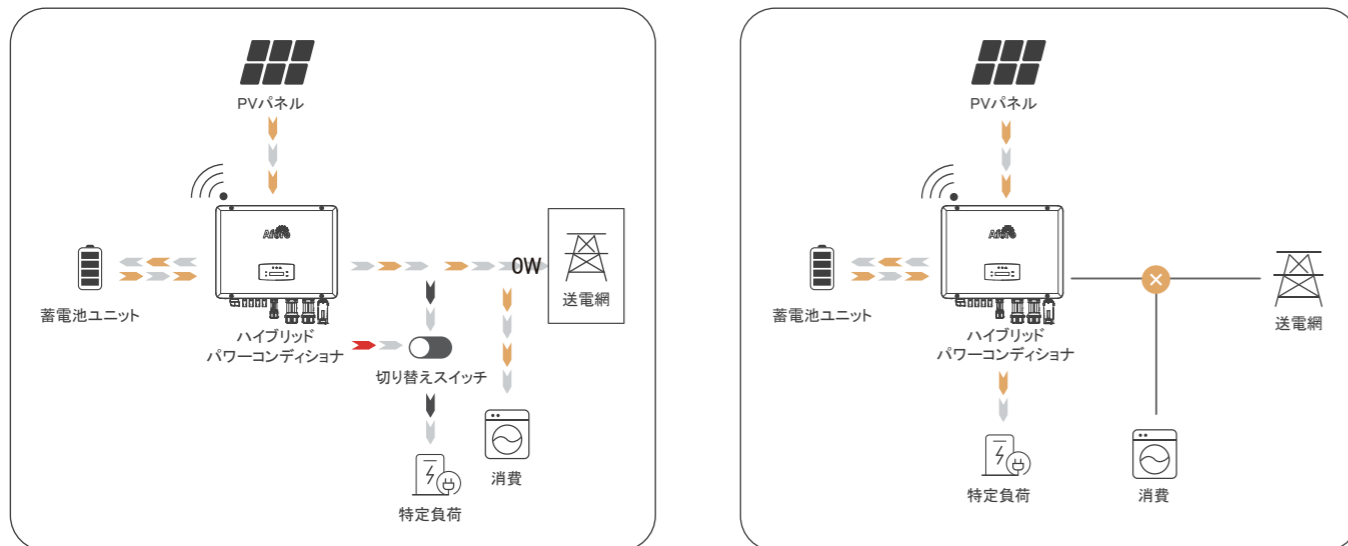 PVパネル
Afore
0W
送電網
蓄電池ユニット
ハイブリッド
パワーコンディショナ
切り替えスイッチ
消費
特定負荷
PVパネル
Afore
蓄電池ユニット
送電網
ハイブリッド
パワーコンディショナ
特定負荷
消費